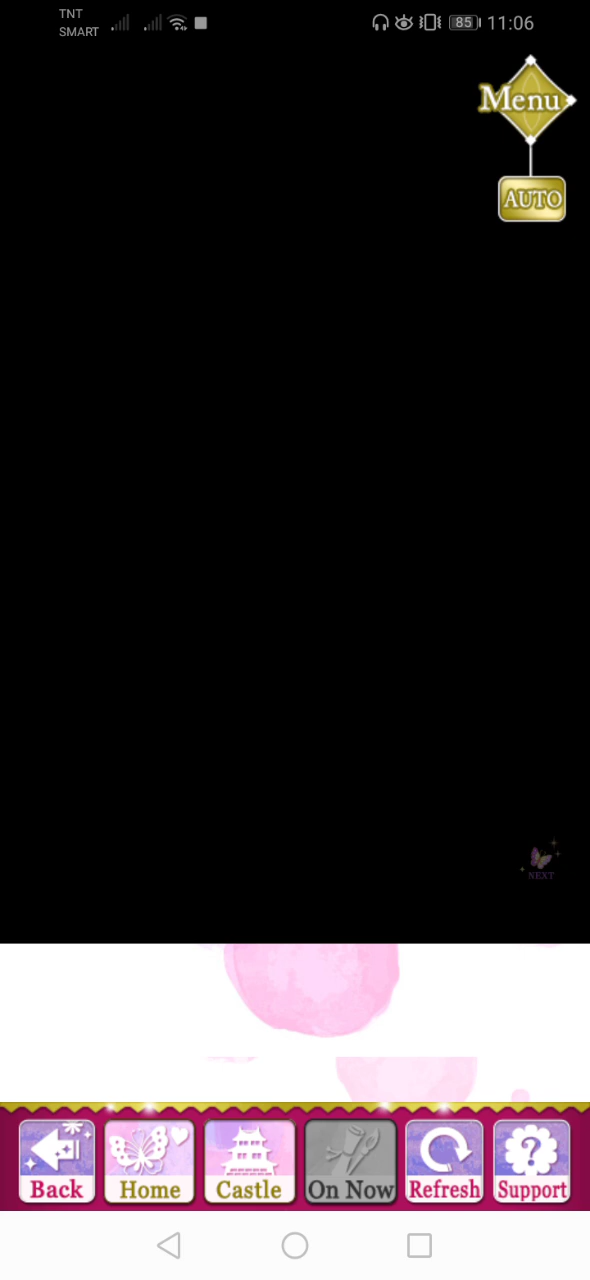 TNT
SMART
85 11:06
Menu
AUTO
NEXT
Back Home Castle On Now Refresh Support